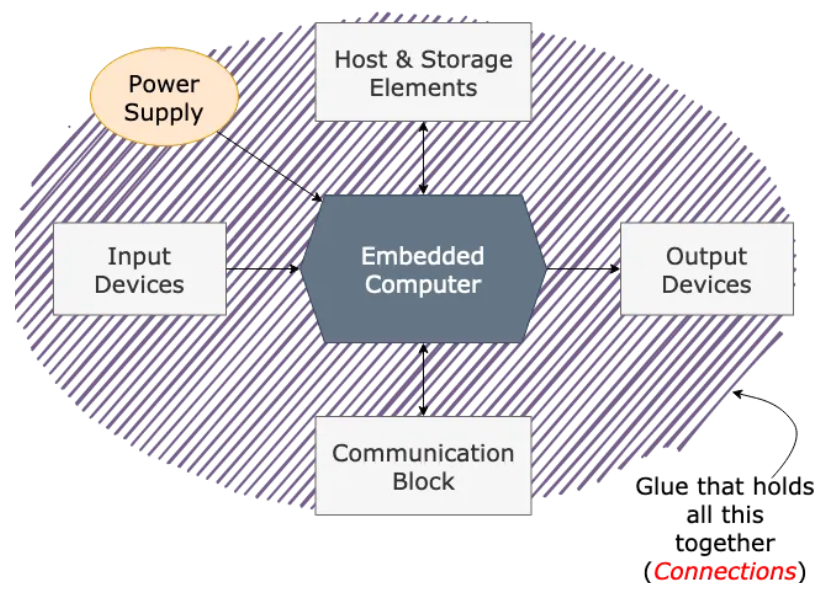 Host & Storage
Elements
Power
Supply
Input
Devices
Embedded
Computer
Output
Devices
Communication
Block
Glue that holds
all this
together
(Connections)